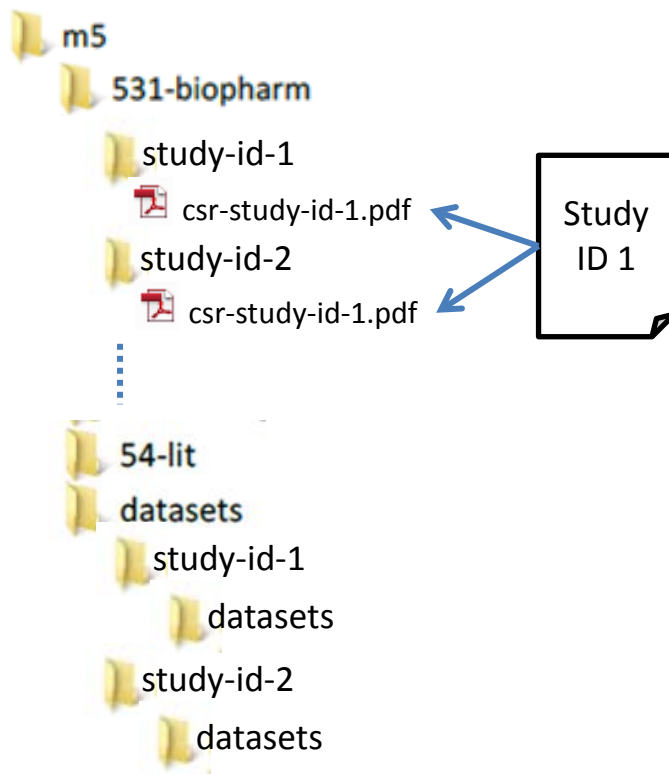 m5
531-biopharm
study-id-1
csr-study-id-1.pdf
study-id-2
csr-study-id-1.pdf
Study
ID 1
54-lit
datasets
study-id-1
datasets
study-id-2
datasets